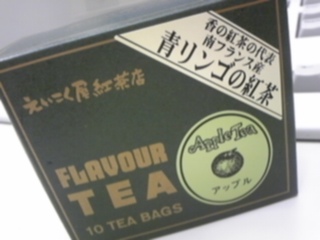 香の紅茶の代表
南フランス産
青リンゴの紅茶
えいこく屋紅茶店
Apple Tea
アップル
FLAVOUR
TEA
10 TEA BAGS